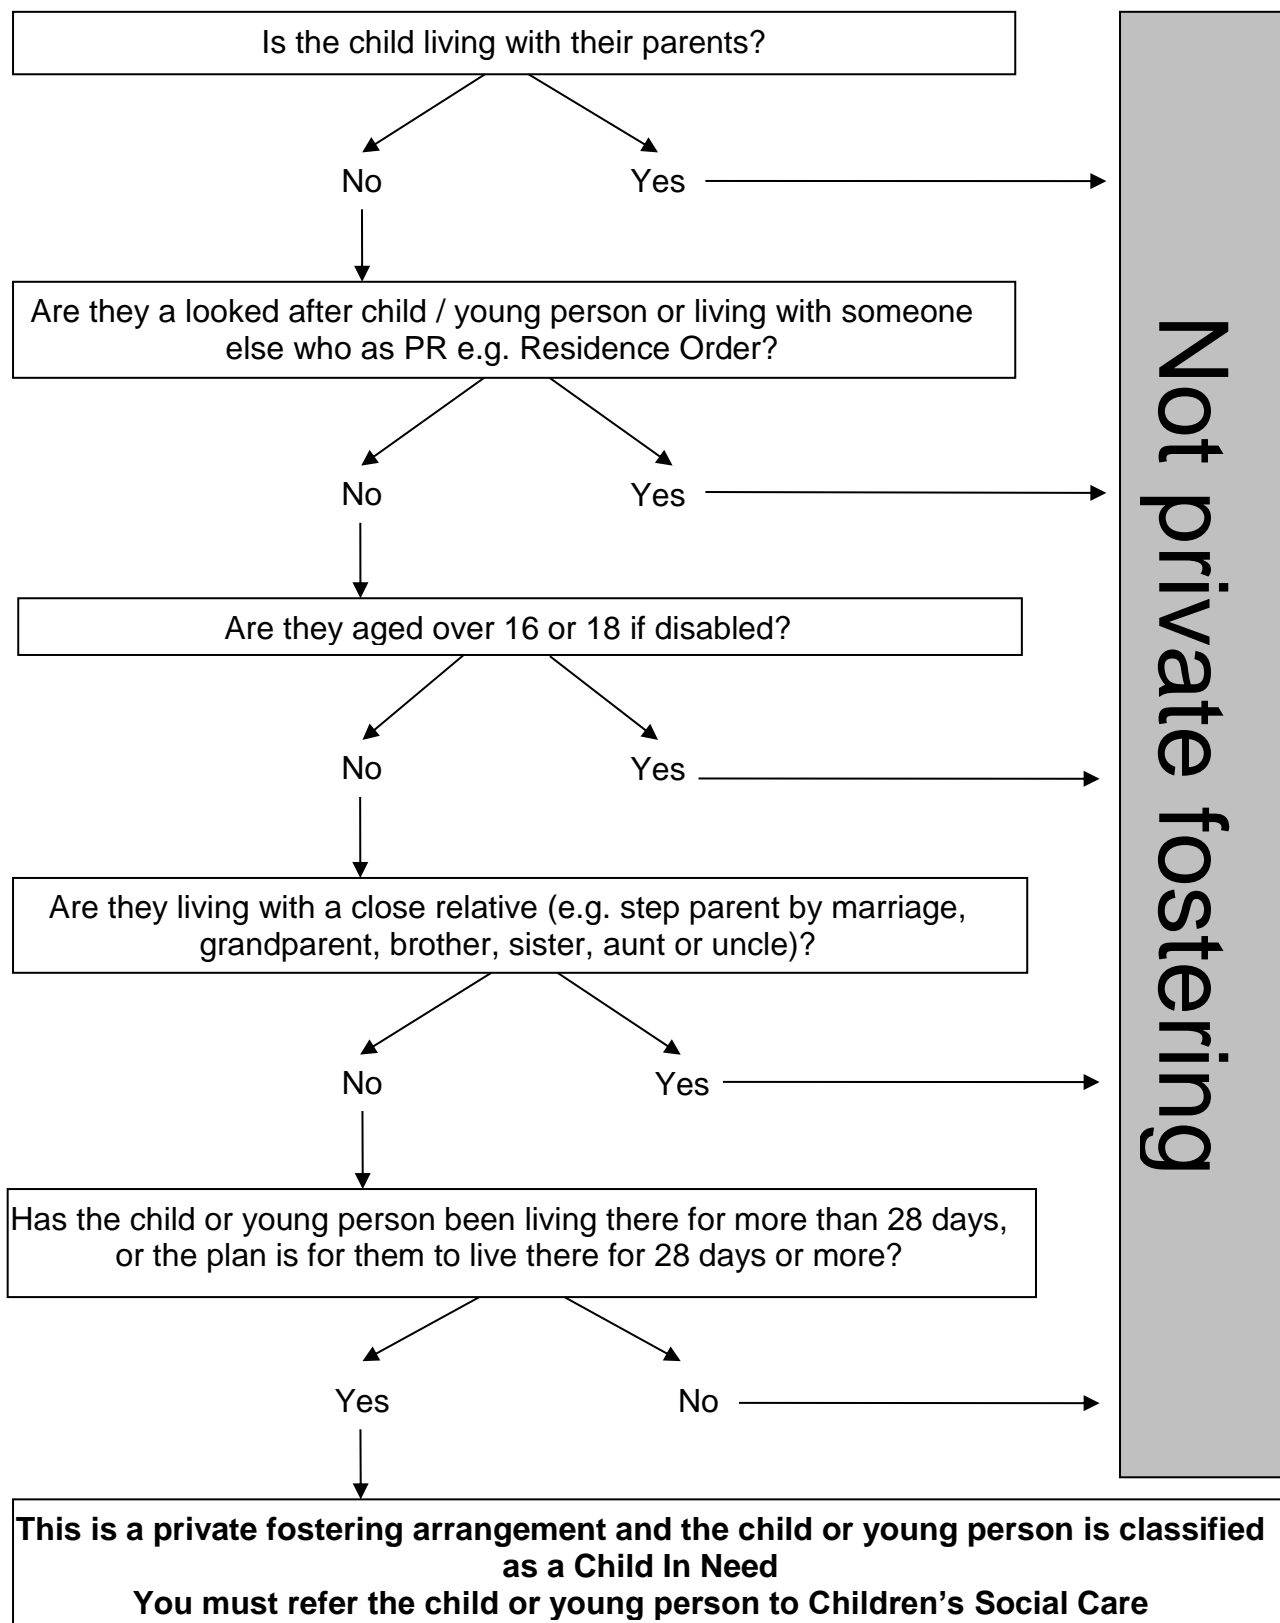 Is the child living with their parents?
No
Yes
Are they a looked after child / young person or living with someone
else who as PR e.g. Residence Order?
No
Yes
Are they aged over 16 or 18 if disabled?
No
Yes
Are they living with a close relative (e.g. step parent by marriage,
grandparent, brother, sister, aunt or uncle)?
No
Yes
Has the child or young person been living there for more than 28 days,
or the plan is for them to live there for 28 days or more?
Yes
No
Not private fostering
This is a private fostering arrangement and the child or young person is classified
as a Child In Need
You must refer the child or young person to Children’s Social Care